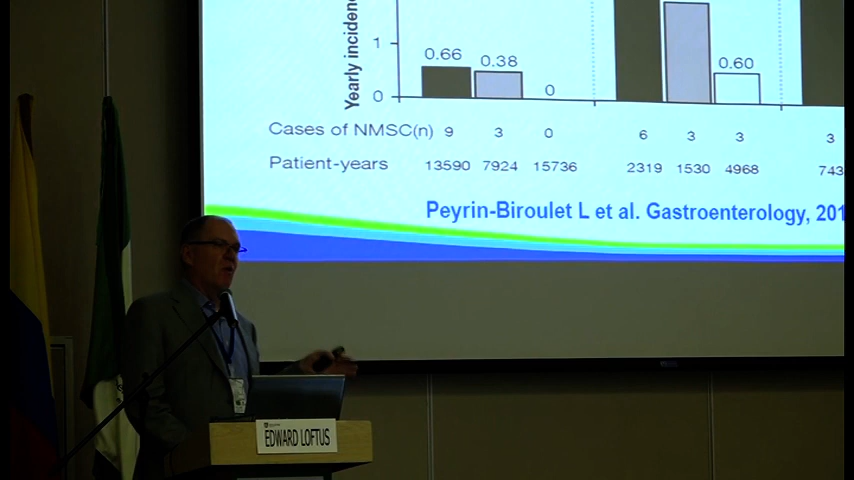 Yearly inciden
1
0.66 0.38 0 0.60
0
Cases of NMSC(n) 9 3 0 6 3 3 3
Patient-years 13590 7924 15736 2319 1530 4968 743
Peyrin-Biroulet L et al. Gastroenterology, 201
EDWARD LOFTUS